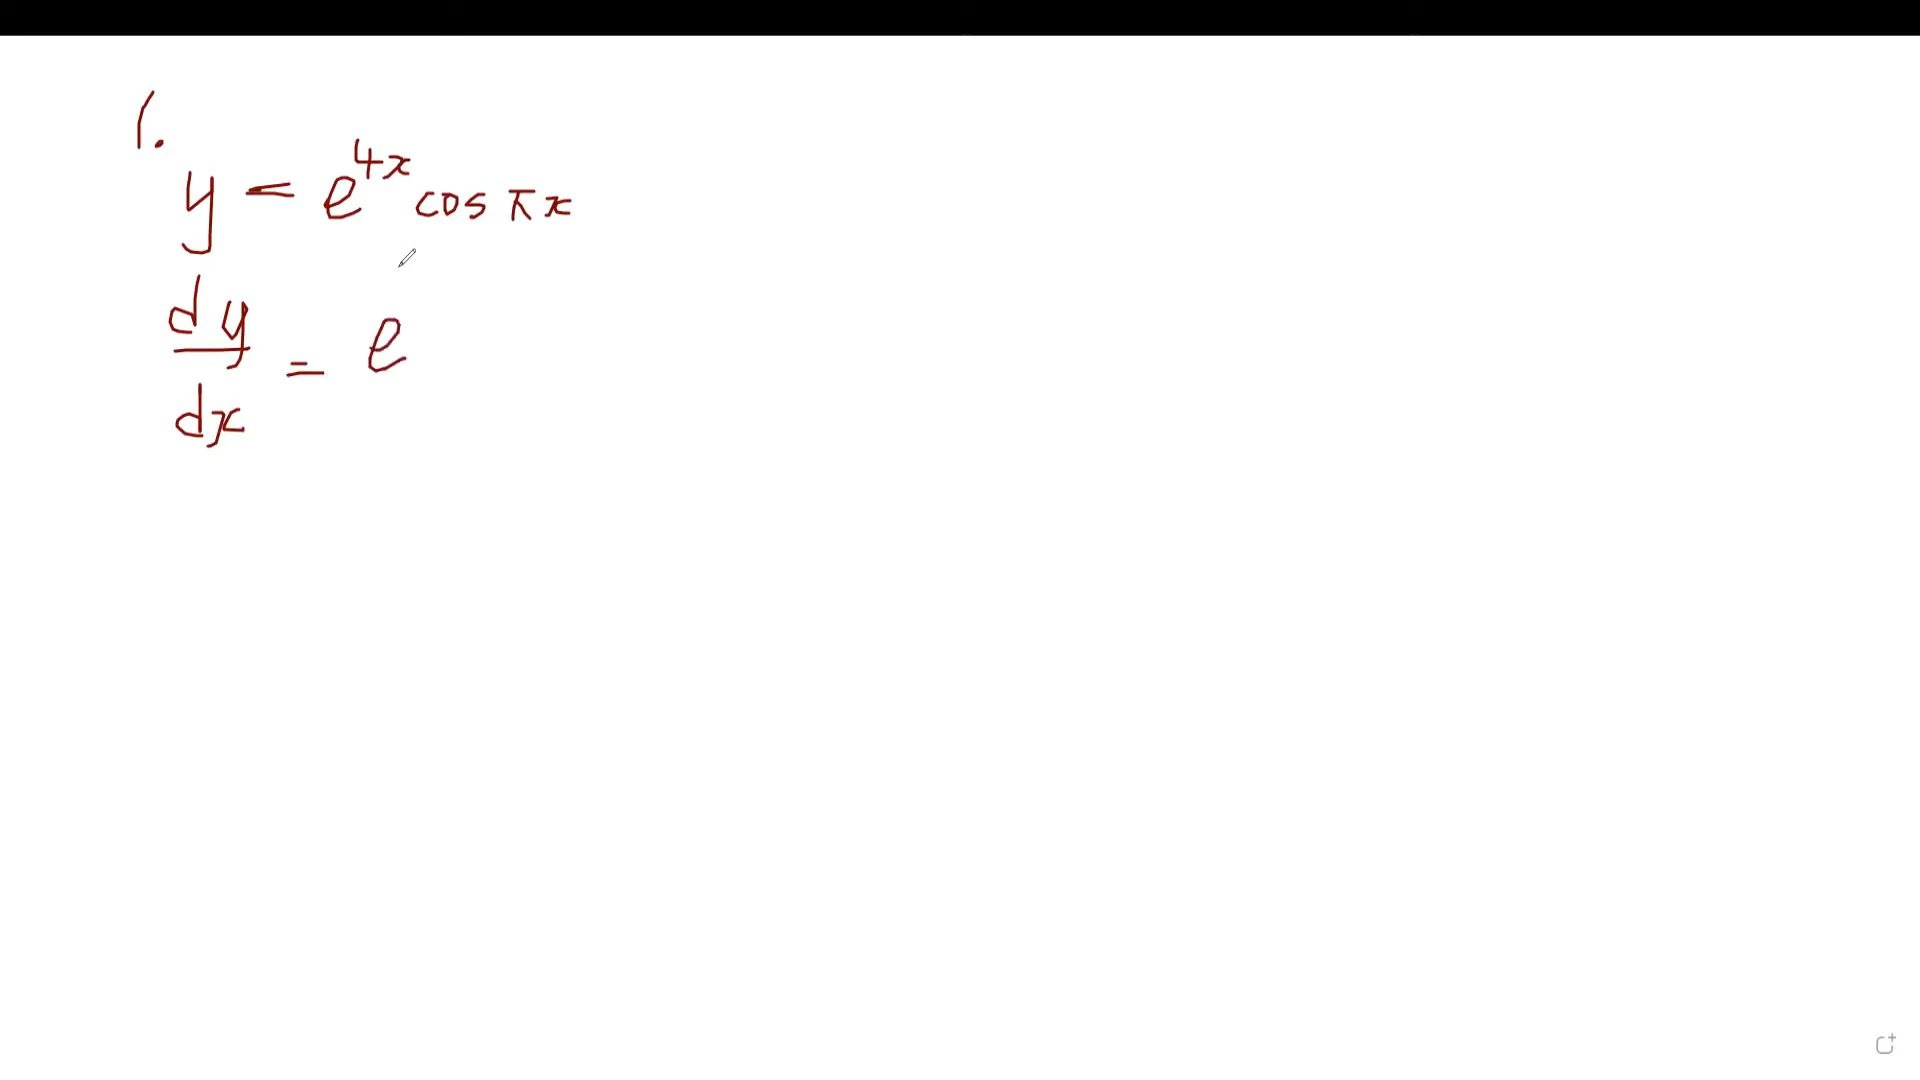 1.
y = e^{4x} cos πx
dy/dx = e